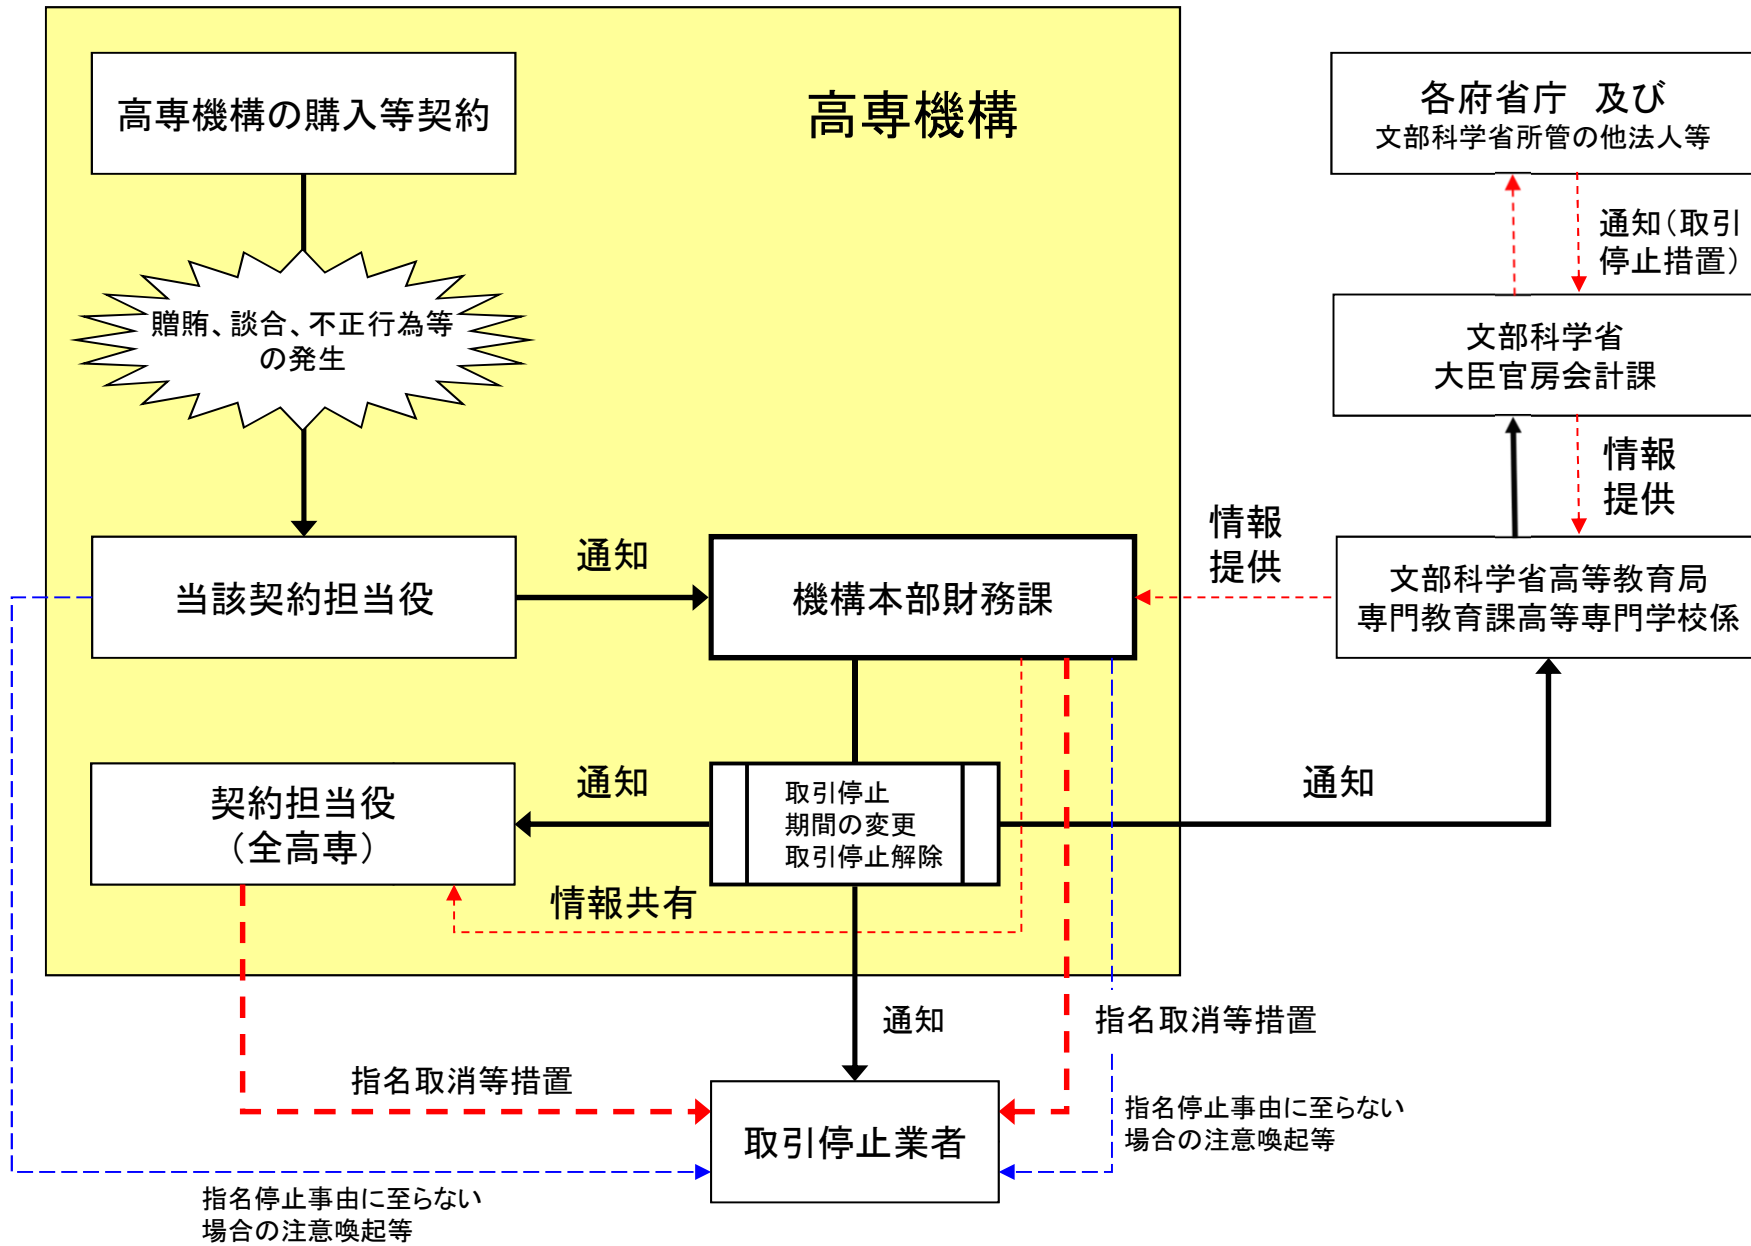 高専機構
高専機構の購入等契約
各府省庁　及び
文部科学省所管の他法人等
通知（取引
停止措置）
贈賄、談合、不正行為等
の発生
文部科学省
大臣官房会計課
情報
提供
情報
提供
当該契約担当役
通知
機構本部財務課
文部科学省高等教育局
専門教育課高等専門学校係
契約担当役
（全高専）
通知
取引停止
期間の変更
取引停止解除
通知
情報共有
通知
指名取消等措置
指名取消等措置
取引停止業者
指名停止事由に至らない
場合の注意喚起等
指名停止事由に至らない
場合の注意喚起等